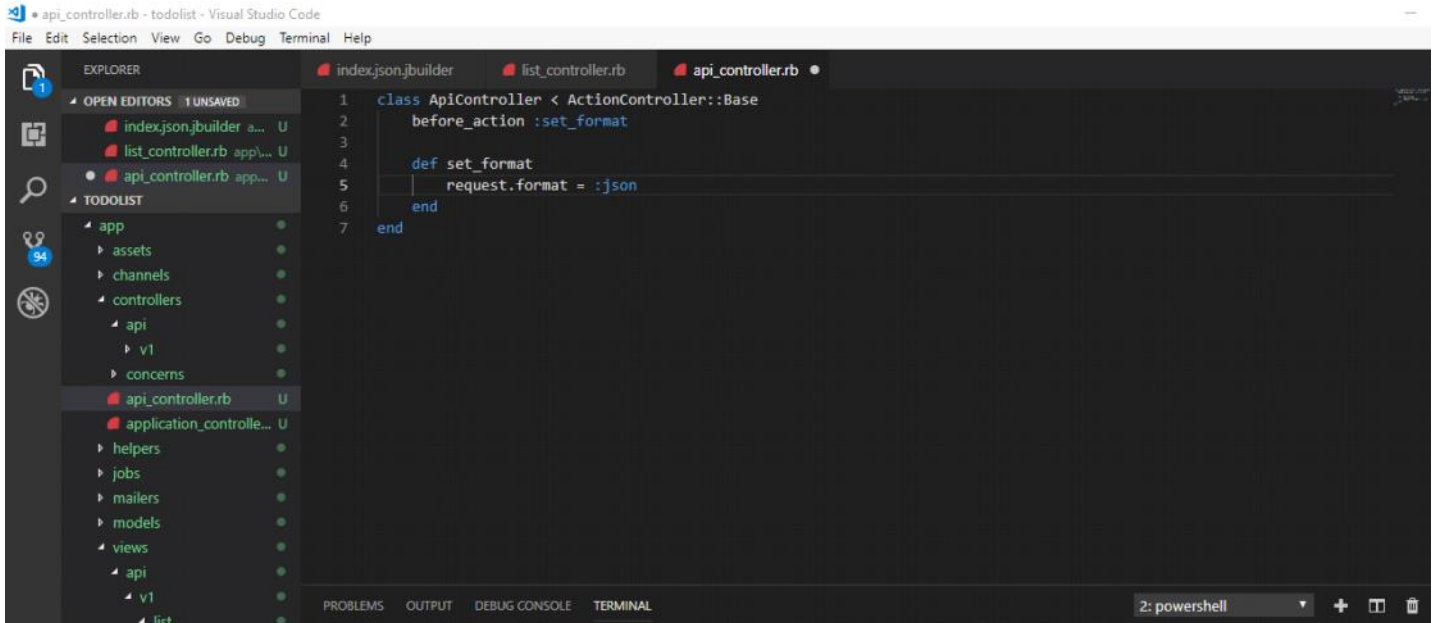 api_controller.rb - todolist - Visual Studio Code
File Edit Selection View Go Debug Terminal Help
EXPLORER
index.json.jbuilder list_controller.rb api_controller.rb
OPEN EDITORS 1 UNSAVED
index.json.jbuilder a... U
list_controller.rb app\... U
api_controller.rb app... U
TODOLIST
app
assets
channels
controllers
api
v1
concerns
api_controller.rb U
application_controlle... U
helpers
jobs
mailers
models
views
api
v1
list
1
94
1 class ApiController < ActionController::Base
2 before_action :set_format
3
4 def set_format
5 request.format = :json
6 end
7 end
PROBLEMS OUTPUT DEBUG CONSOLE TERMINAL
2: powershell